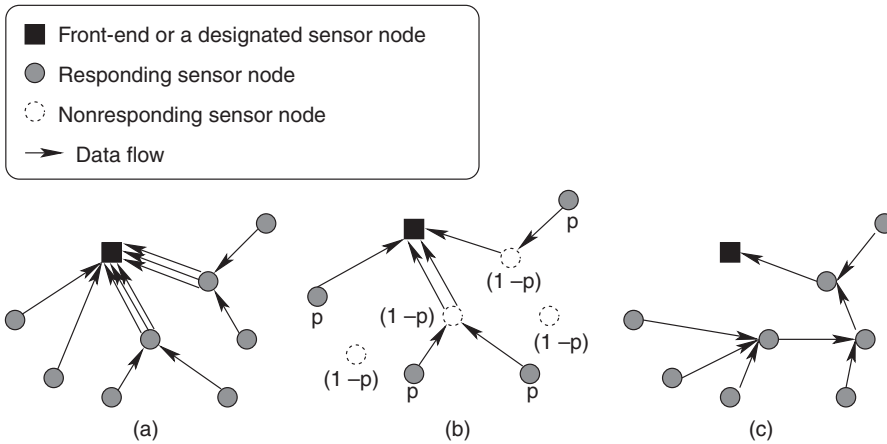 Front-end or a designated sensor node
Responding sensor node
Nonresponding sensor node
Data flow
p
(1 –p)
p
(1 –p)
(1 –p)
(1 –p)
p
p
(a)
(b)
(c)